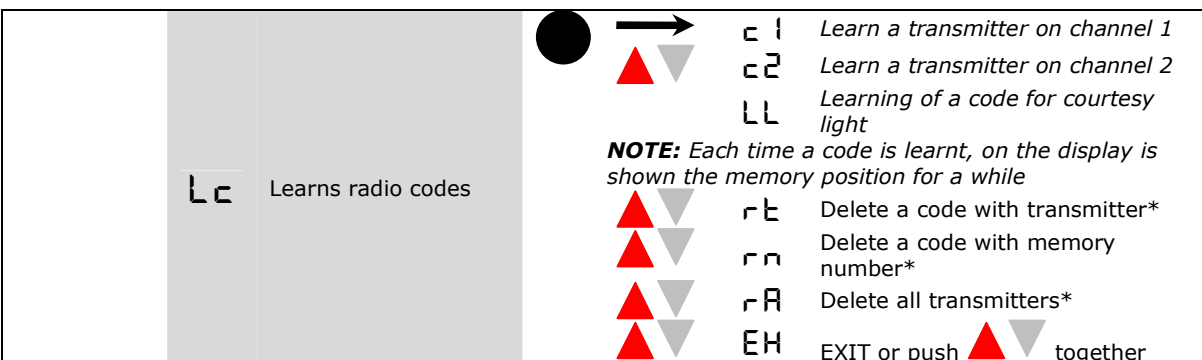 c1 Learn a transmitter on channel 1
c2 Learn a transmitter on channel 2
LL Learning of a code for courtesy
light
NOTE: Each time a code is learnt, on the display is
shown the memory position for a while
Lc Learns radio codes
rt Delete a code with transmitter*
rn Delete a code with memory
number*
rA Delete all transmitters*
EH EXIT or push together